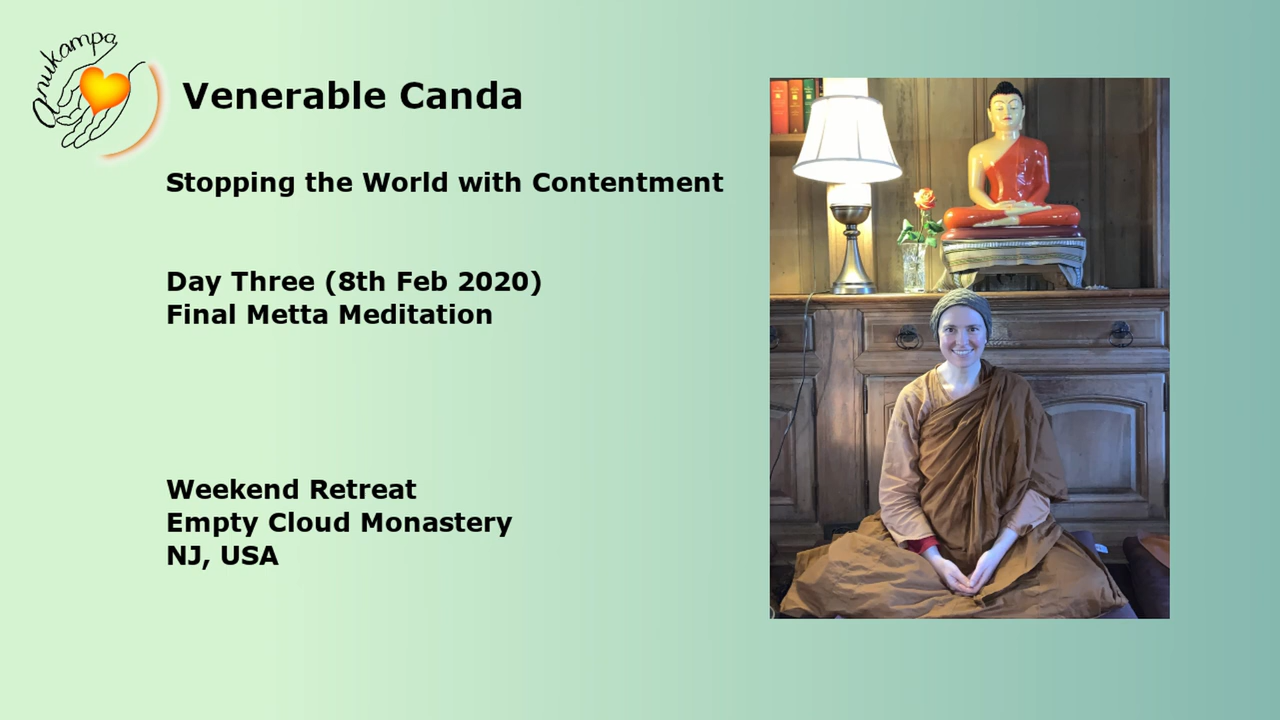 Anukampa
Venerable Canda
Stopping the World with Contentment
Day Three (8th Feb 2020)
Final Metta Meditation
Weekend Retreat
Empty Cloud Monastery
NJ, USA